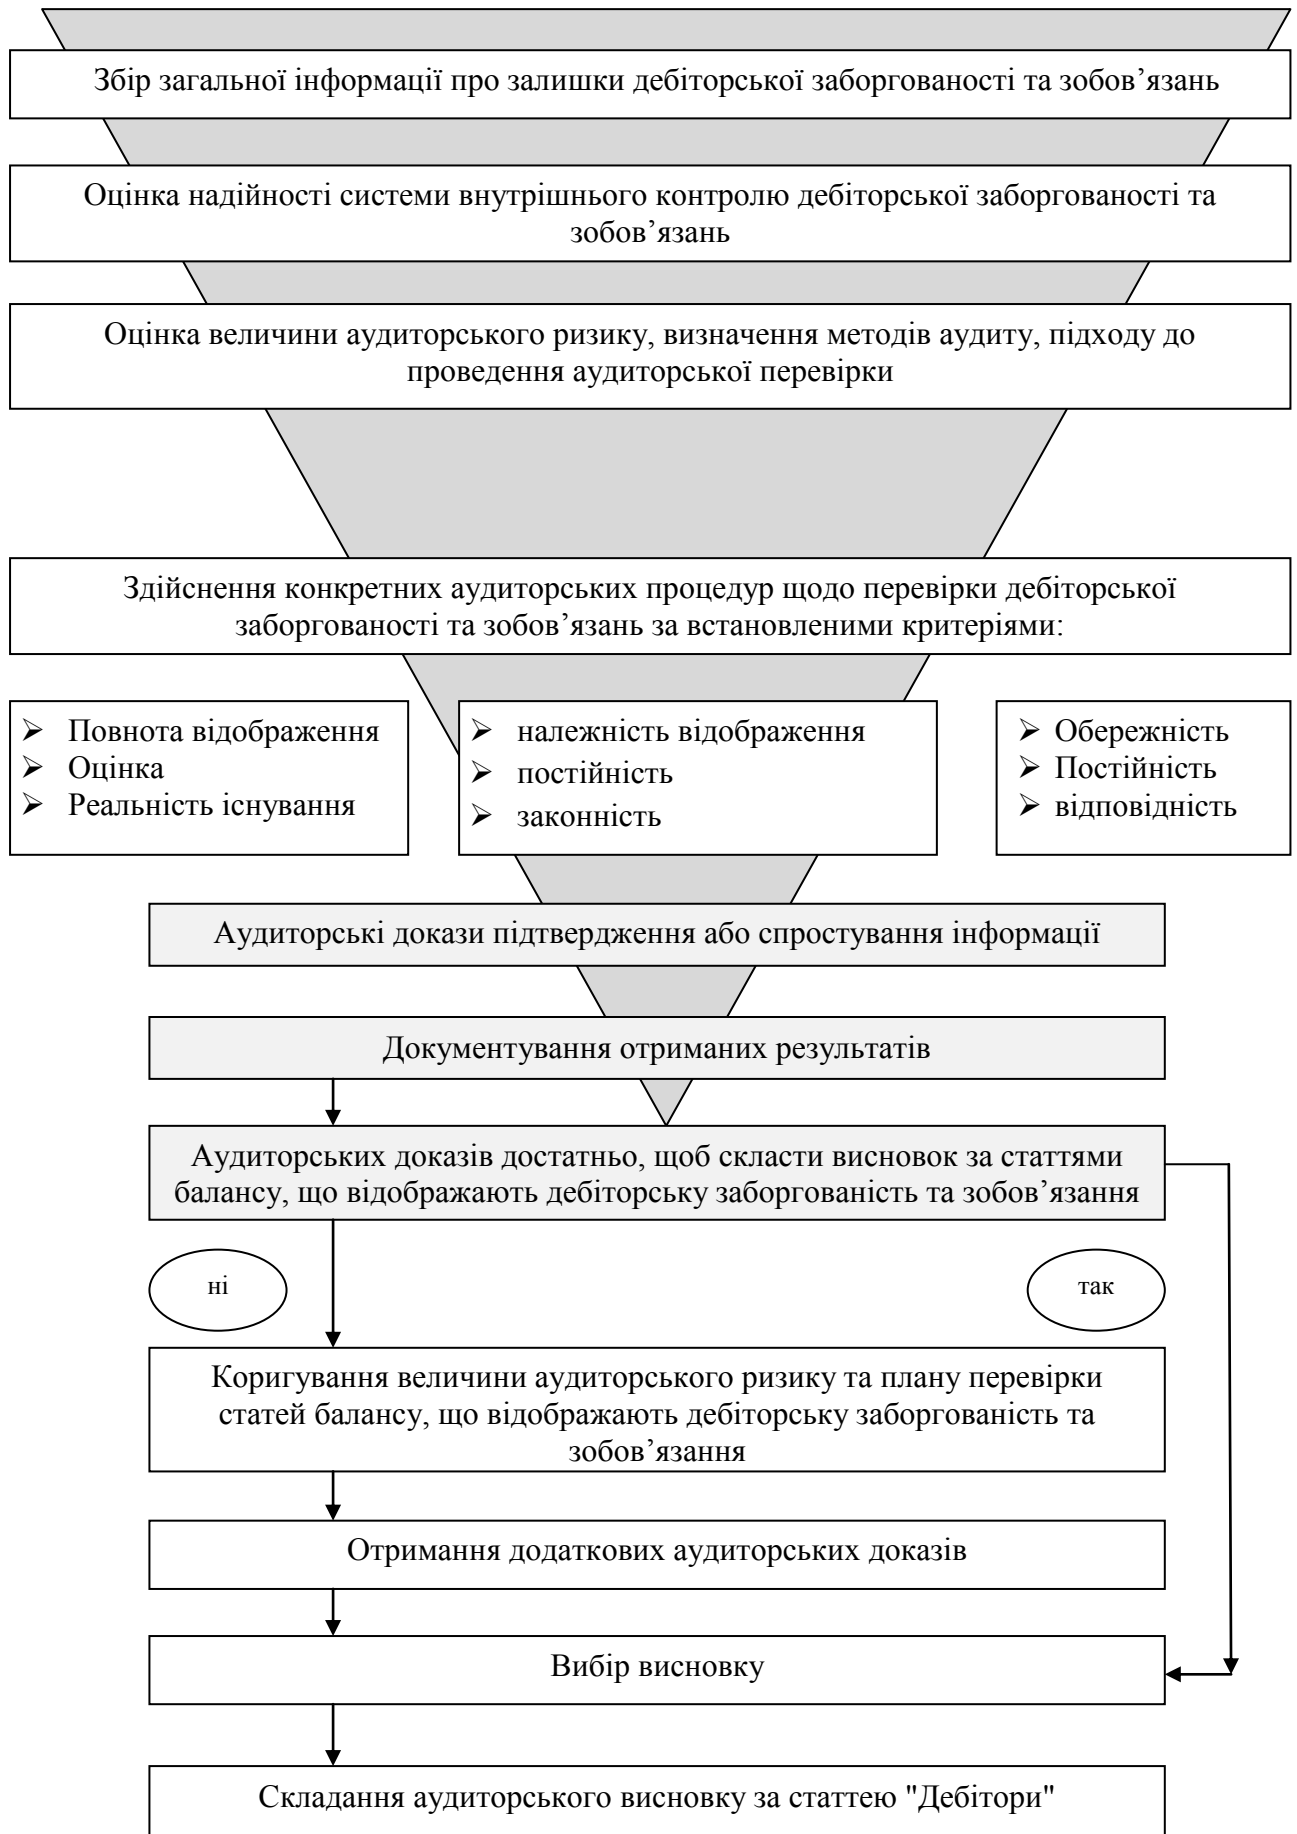 Збір загальної інформації про залишки дебіторської заборгованості та зобов’язань
Оцінка надійності системи внутрішнього контролю дебіторської заборгованості та
зобов’язань
Оцінка величини аудиторського ризику, визначення методів аудиту, підходу до
проведення аудиторської перевірки
Здійснення конкретних аудиторських процедур щодо перевірки дебіторської
заборгованості та зобов’язань за встановленими критеріями:
➢ Повнота відображення
➢ Оцінка
➢ Реальність існування
➢ належність відображення
➢ постійність
➢ законність
➢ Обережність
➢ Постійність
➢ відповідність
Аудиторські докази підтвердження або спростування інформації
Документування отриманих результатів
Аудиторських доказів достатньо, щоб скласти висновок за статтями
балансу, що відображають дебіторську заборгованість та зобов’язання
ні
так
Коригування величини аудиторського ризику та плану перевірки
статей балансу, що відображають дебіторську заборгованість та
зобов’язання
Отримання додаткових аудиторських доказів
Вибір висновку
Складання аудиторського висновку за статтею "Дебітори"